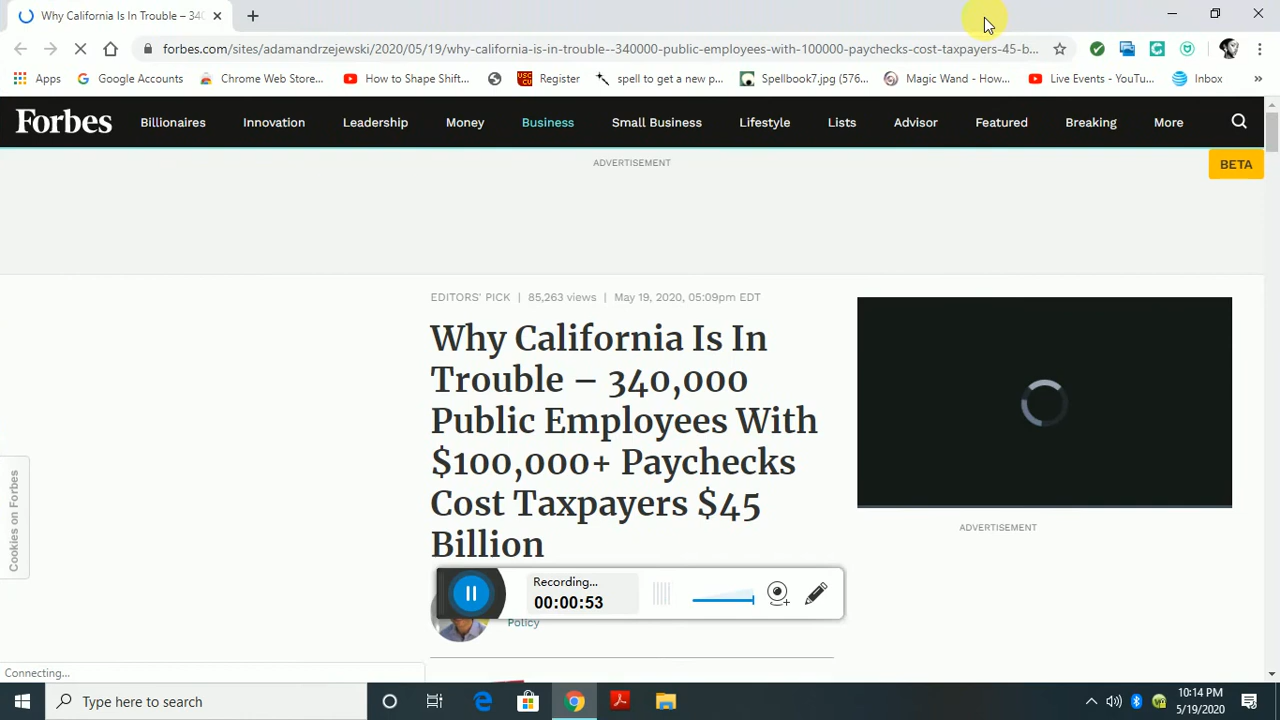 Why California Is In Trouble – 340
forbes.com/sites/adamandrzejewski/2020/05/19/why-california-is-in-trouble--340000-public-employees-with-100000-paychecks-cost-taxpayers-45-b...
Apps Google Accounts Chrome Web Store... How to Shape Shift... Register spell to get a new p... Spellbook7.jpg (576... Magic Wand - How... Live Events - YouTu... Inbox »
Forbes Billionaires Innovation Leadership Money Business Small Business Lifestyle Lists Advisor Featured Breaking More
ADVERTISEMENT
BETA
EDITORS' PICK | 85,263 views | May 19, 2020, 05:09pm EDT
Why California Is In
Trouble – 340,000
Public Employees With
$100,000+ Paychecks
Cost Taxpayers $45
Billion
ADVERTISEMENT
Cookies on Forbes
Recording...
00:00:53
Policy
Connecting...
Type here to search
10:14 PM
5/19/2020